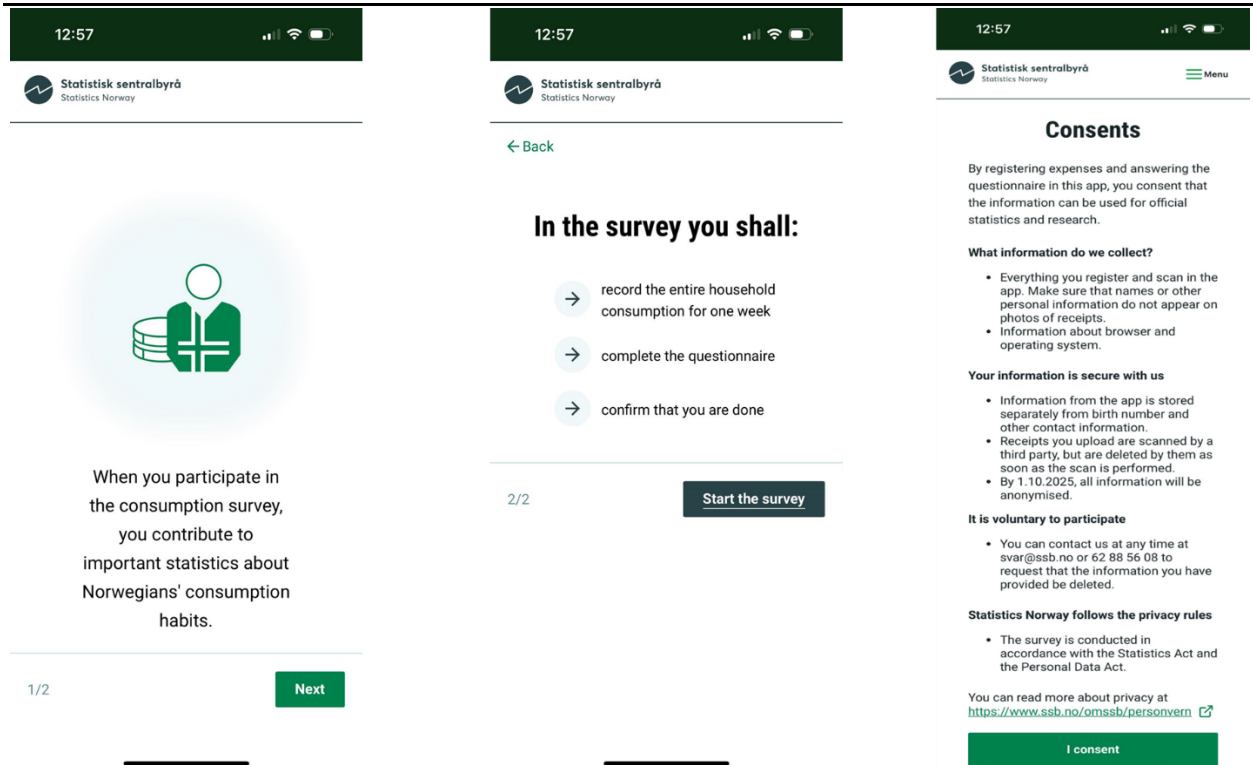 12:57
Statistisk sentralbyrå
Statistics Norway
When you participate in
the consumption survey,
you contribute to
important statistics about
Norwegians' consumption
habits.
1/2
Next
12:57
Statistisk sentralbyrå
Statistics Norway
← Back
In the survey you shall:
→ record the entire household
consumption for one week
→ complete the questionnaire
→ confirm that you are done
2/2
Start the survey
12:57
Statistisk sentralbyrå
Statistics Norway
Menu
Consents
By registering expenses and answering the
questionnaire in this app, you consent that
the information can be used for official
statistics and research.
What information do we collect?
• Everything you register and scan in the
app. Make sure that names or other
personal information do not appear on
photos of receipts.
• Information about browser and
operating system.
Your information is secure with us
• Information from the app is stored
separately from birth number and
other contact information.
• Receipts you upload are scanned by a
third party, but are deleted by them as
soon as the scan is performed.
• By 1.10.2025, all information will be
anonymised.
It is voluntary to participate
• You can contact us at any time at
svar@ssb.no or 62 88 56 08 to
request that the information you have
provided be deleted.
Statistics Norway follows the privacy rules
• The survey is conducted in
accordance with the Statistics Act and
the Personal Data Act.
You can read more about privacy at
https://www.ssb.no/omssb/personvern
I consent